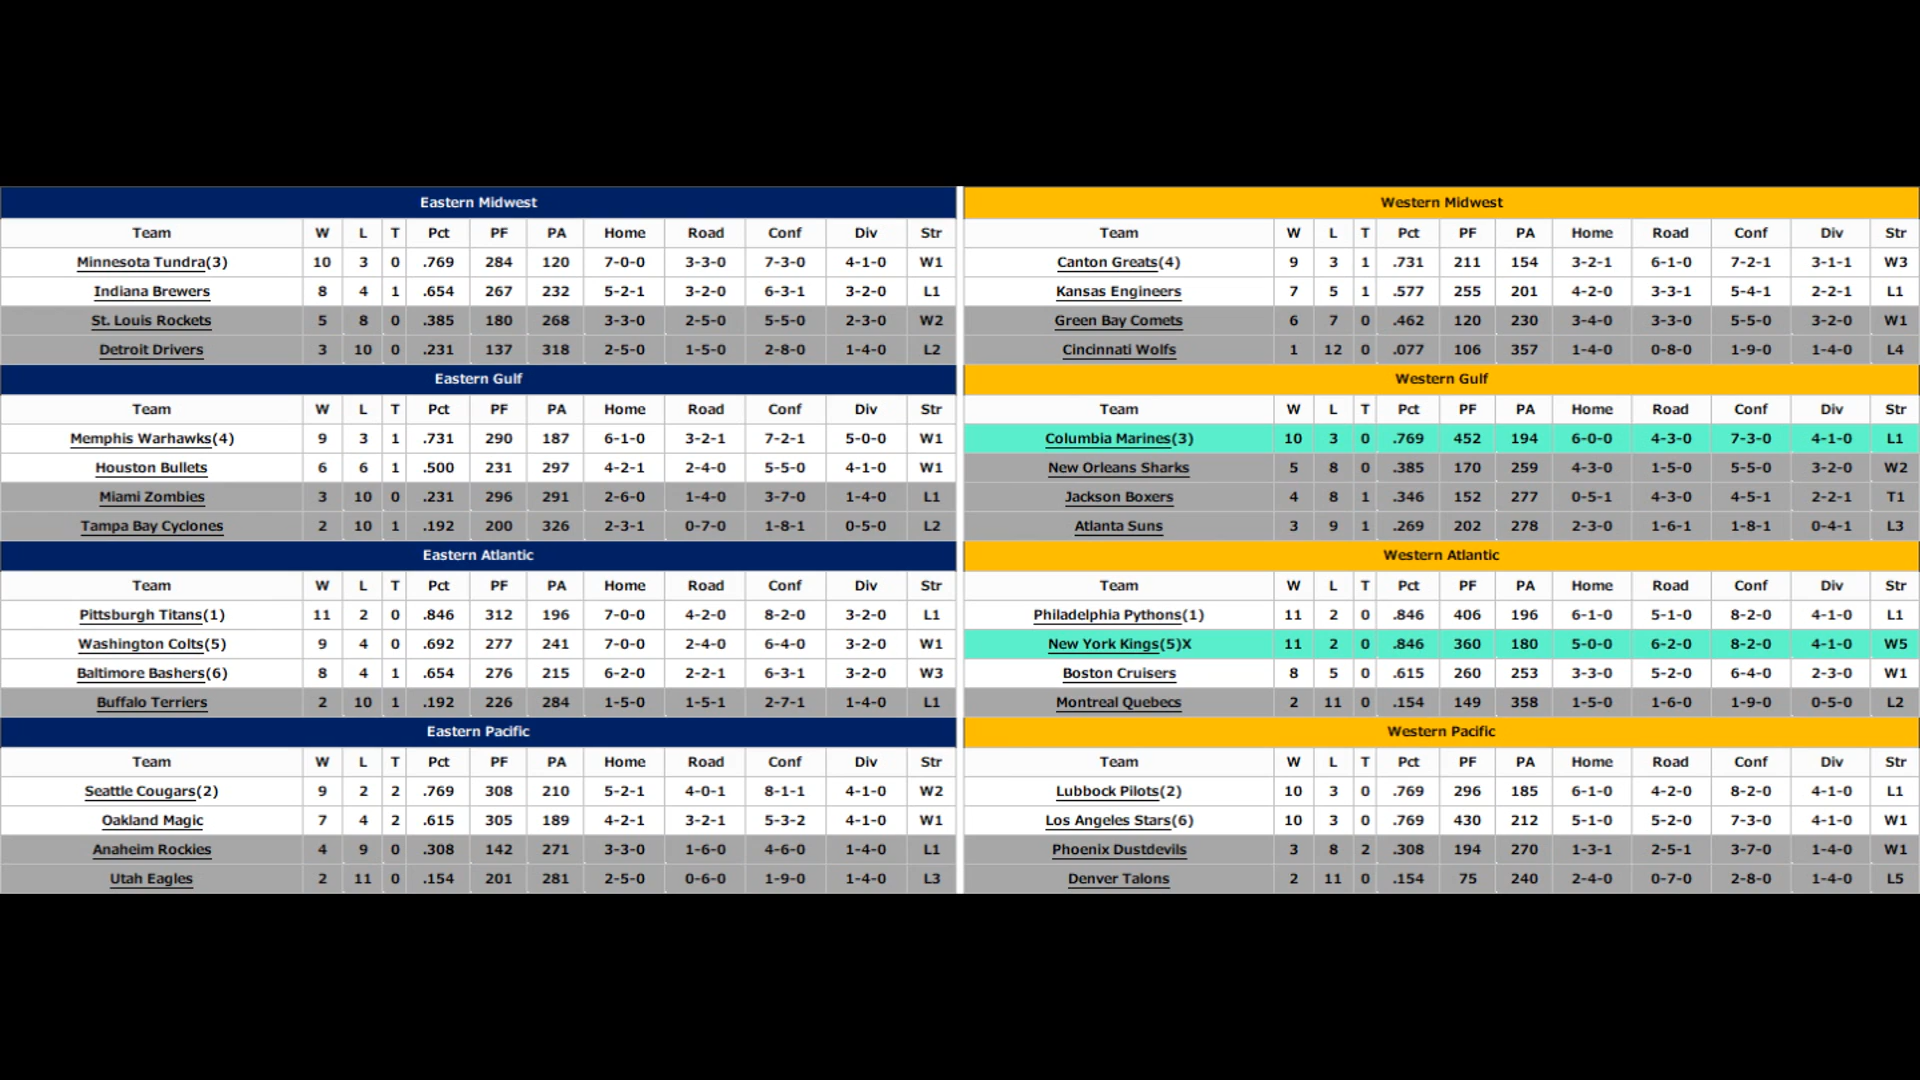 Eastern Midwest
Team W L T Pct PF PA Home Road Conf Div Str
Minnesota Tundra(3) 10 3 0 .769 284 120 7-0-0 3-3-0 7-3-0 4-1-0 W1
Indiana Brewers 8 4 1 .654 267 232 5-2-1 3-2-0 6-3-1 3-2-0 L1
St. Louis Rockets 5 8 0 .385 180 268 3-3-0 2-5-0 5-5-0 2-3-0 W2
Detroit Drivers 3 10 0 .231 137 318 2-5-0 1-5-0 2-8-0 1-4-0 L2
Eastern Gulf
Team W L T Pct PF PA Home Road Conf Div Str
Memphis Warhawks(4) 9 3 1 .731 290 187 6-1-0 3-2-1 7-2-1 5-0-0 W1
Houston Bullets 6 6 1 .500 231 297 4-2-1 2-4-0 5-5-0 4-1-0 W1
Miami Zombies 3 10 0 .231 296 291 2-6-0 1-4-0 3-7-0 1-4-0 L1
Tampa Bay Cyclones 2 10 1 .192 200 326 2-3-1 0-7-0 1-8-1 0-5-0 L2
Eastern Atlantic
Team W L T Pct PF PA Home Road Conf Div Str
Pittsburgh Titans(1) 11 2 0 .846 312 196 7-0-0 4-2-0 8-2-0 3-2-0 L1
Washington Colts(5) 9 4 0 .692 277 241 7-0-0 2-4-0 6-4-0 3-2-0 W1
Baltimore Bashers(6) 8 4 1 .654 276 215 6-2-0 2-2-1 6-3-1 3-2-0 W3
Buffalo Terriers 2 10 1 .192 226 284 1-5-0 1-5-1 2-7-1 1-4-0 L1
Eastern Pacific
Team W L T Pct PF PA Home Road Conf Div Str
Seattle Cougars(2) 9 2 2 .769 308 210 5-2-1 4-0-1 8-1-1 4-1-0 W2
Oakland Magic 7 4 2 .615 305 189 4-2-1 3-2-1 5-3-2 4-1-0 W1
Anaheim Rockies 4 9 0 .308 142 271 3-3-0 1-6-0 4-6-0 1-4-0 L1
Utah Eagles 2 11 0 .154 201 281 2-5-0 0-6-0 1-9-0 1-4-0 L3
Western Midwest
Team W L T Pct PF PA Home Road Conf Div Str
Canton Greats(4) 9 3 1 .731 211 154 3-2-1 6-1-0 7-2-1 3-1-1 W3
Kansas Engineers 7 5 1 .577 255 201 4-2-0 3-3-1 5-4-1 2-2-1 L1
Green Bay Comets 6 7 0 .462 120 230 3-4-0 3-3-0 5-5-0 3-2-0 W1
Cincinnati Wolfs 1 12 0 .077 106 357 1-4-0 0-8-0 1-9-0 1-4-0 L4
Western Gulf
Team W L T Pct PF PA Home Road Conf Div Str
Columbia Marines(3) 10 3 0 .769 452 194 6-0-0 4-3-0 7-3-0 4-1-0 L1
New Orleans Sharks 5 8 0 .385 170 259 4-3-0 1-5-0 5-5-0 3-2-0 W2
Jackson Boxers 4 8 1 .346 152 277 0-5-1 4-3-0 4-5-1 2-2-1 T1
Atlanta Suns 3 9 1 .269 202 278 2-3-0 1-6-1 1-8-1 0-4-1 L3
Western Atlantic
Team W L T Pct PF PA Home Road Conf Div Str
Philadelphia Pythons(1) 11 2 0 .846 406 196 6-1-0 5-1-0 8-2-0 4-1-0 L1
New York Kings(5)X 11 2 0 .846 360 180 5-0-0 6-2-0 8-2-0 4-1-0 W5
Boston Cruisers 8 5 0 .615 260 253 3-3-0 5-2-0 6-4-0 2-3-0 W1
Montreal Quebecs 2 11 0 .154 149 358 1-5-0 1-6-0 1-9-0 0-5-0 L2
Western Pacific
Team W L T Pct PF PA Home Road Conf Div Str
Lubbock Pilots(2) 10 3 0 .769 296 185 6-1-0 4-2-0 8-2-0 4-1-0 L1
Los Angeles Stars(6) 10 3 0 .769 430 212 5-1-0 5-2-0 7-3-0 4-1-0 W1
Phoenix Dustdevils 3 8 2 .308 194 270 1-3-1 2-5-1 3-7-0 1-4-0 W1
Denver Talons 2 11 0 .154 75 240 2-4-0 0-7-0 2-8-0 1-4-0 L5